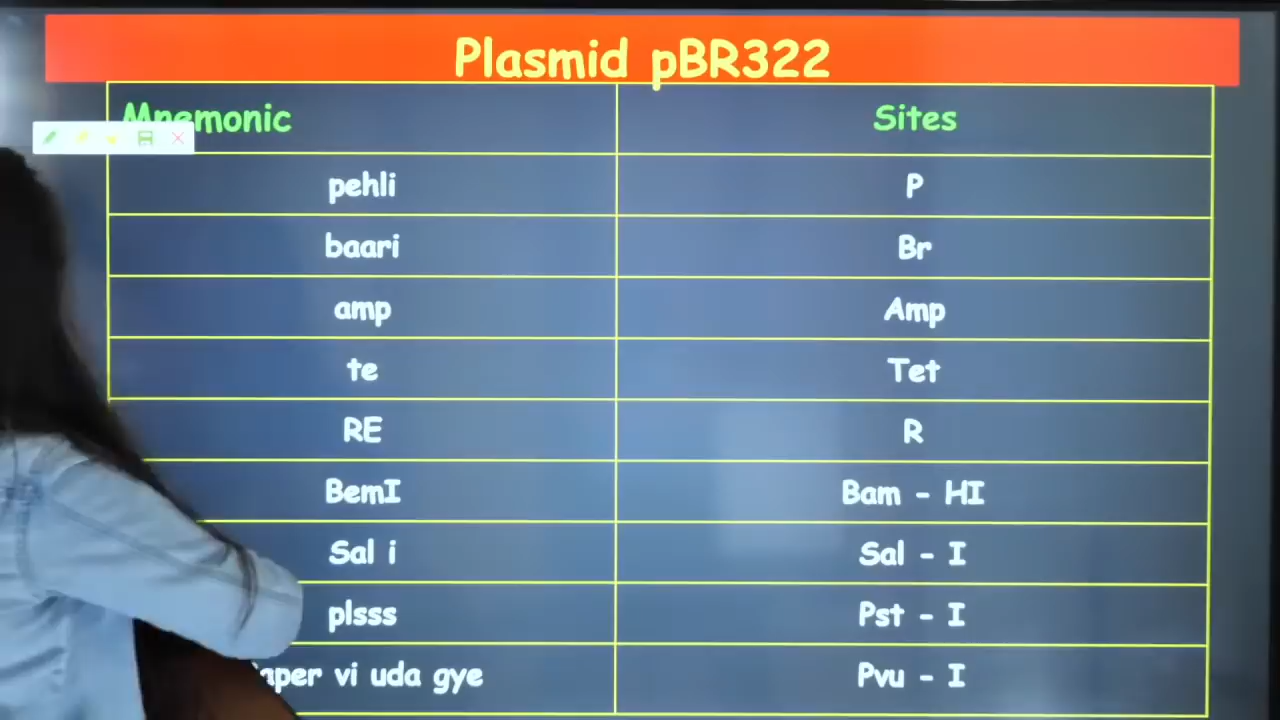 Plasmid pBR322
Mnemonic Sites
pehli P
baari Br
amp Amp
te Tet
RE R
BemI Bam - HI
Sal i Sal - I
plsss Pst - I
vi uda gye Pvu - I